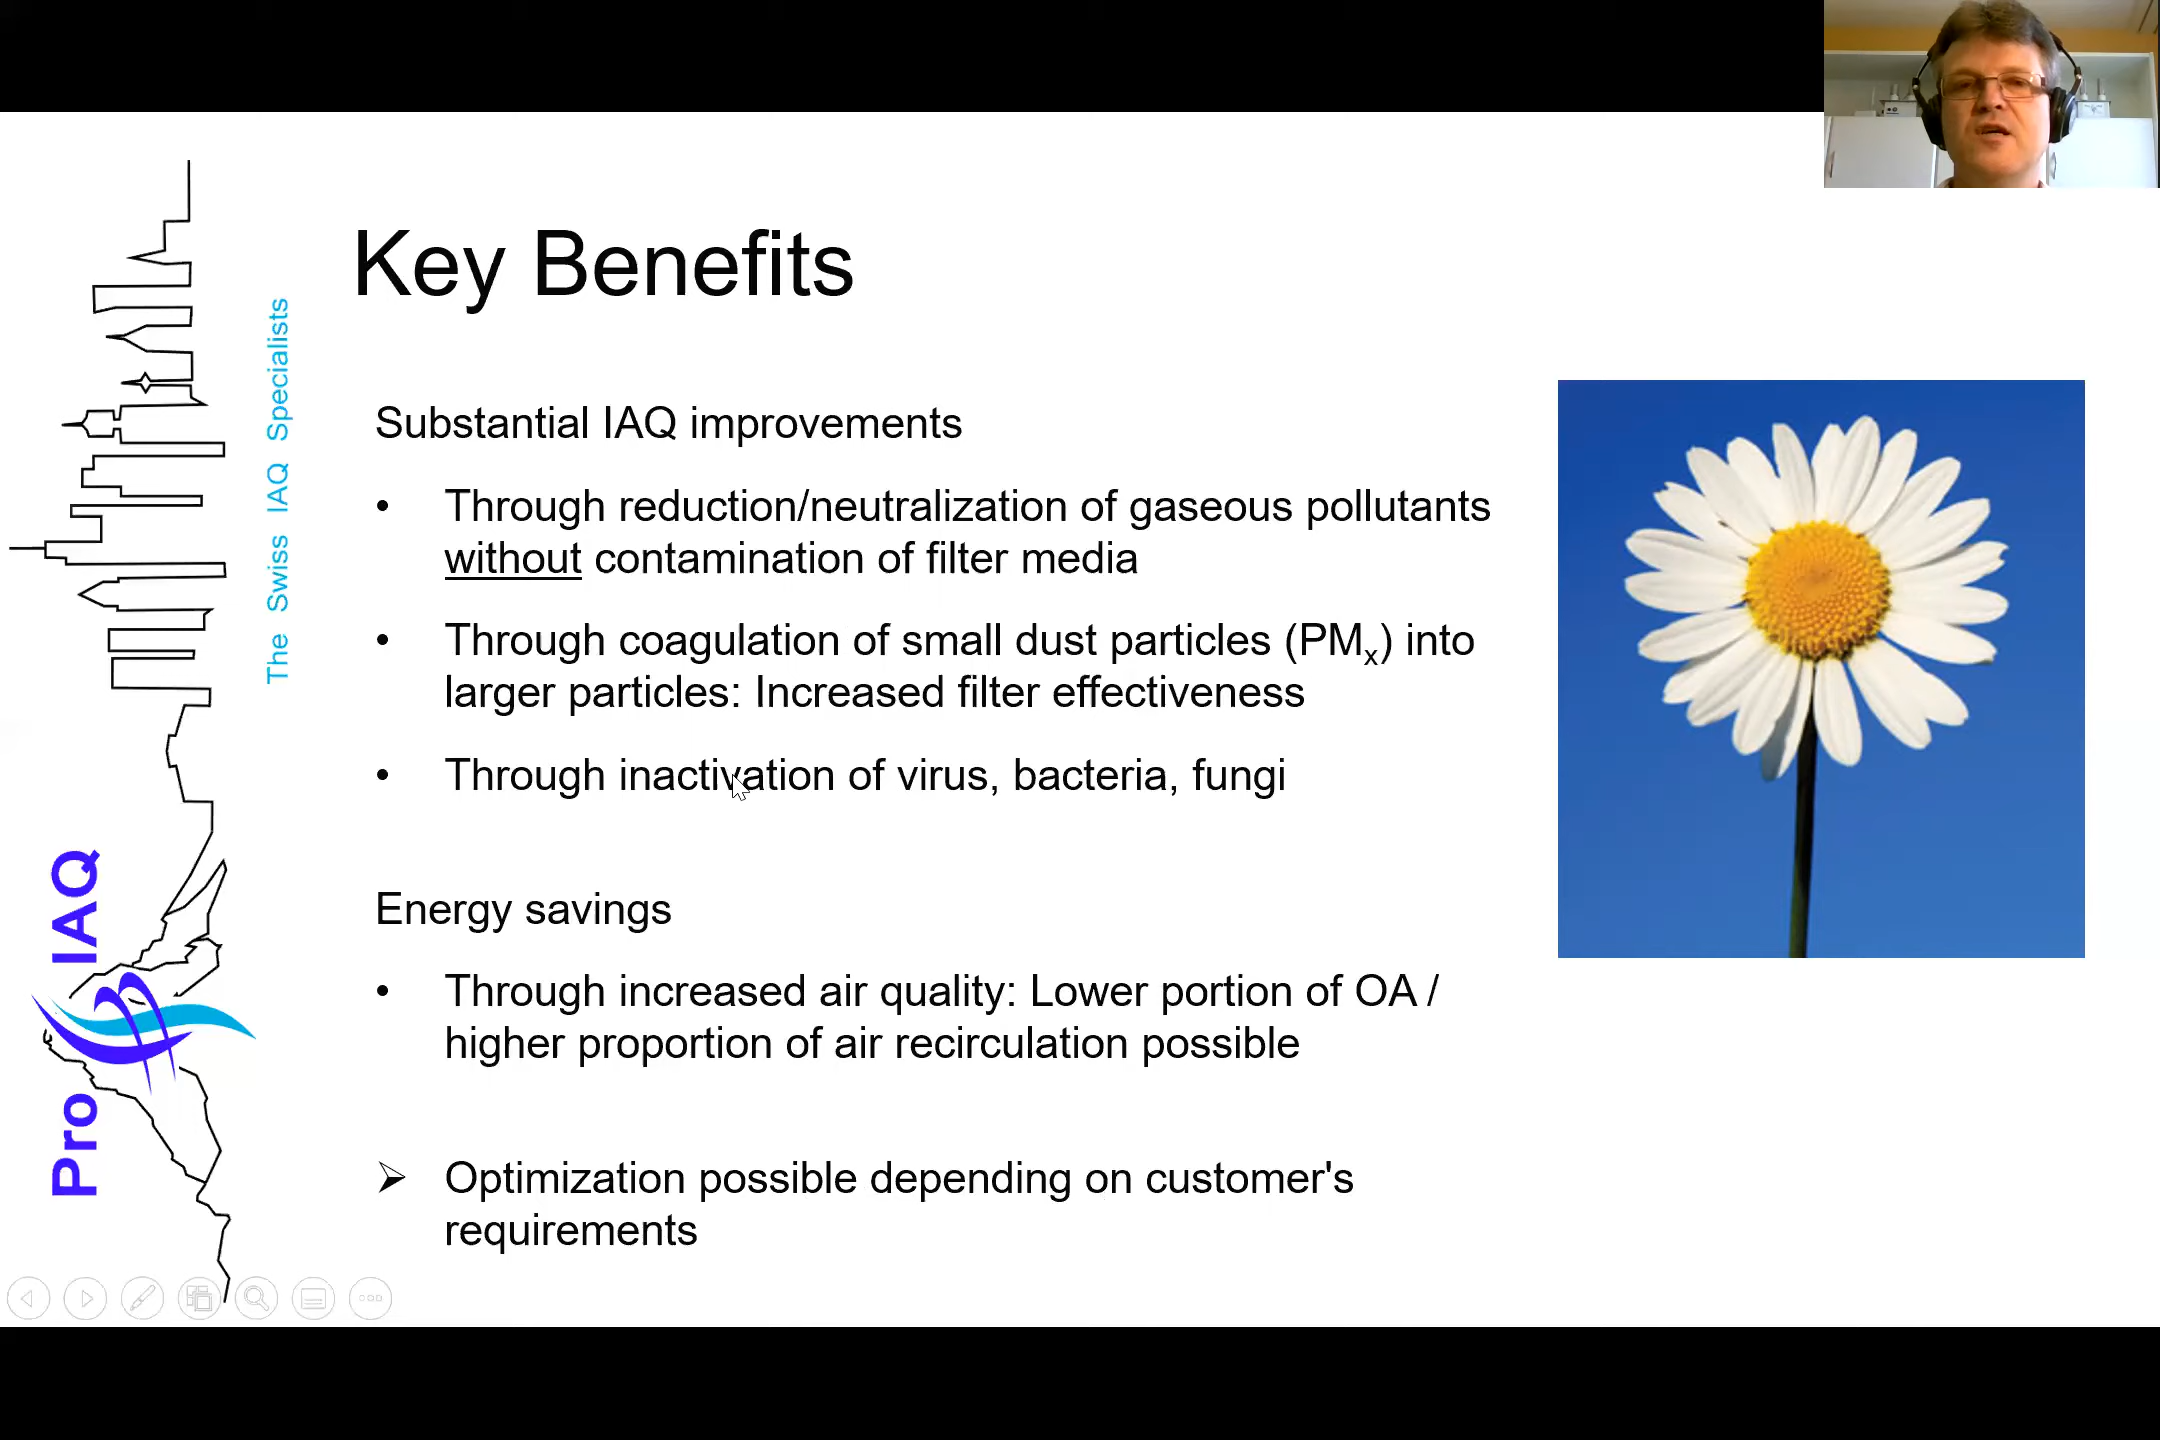 Key Benefits
Substantial IAQ improvements
• Through reduction/neutralization of gaseous pollutants
without contamination of filter media
• Through coagulation of small dust particles (PMx) into
larger particles: Increased filter effectiveness
• Through inactivation of virus, bacteria, fungi
Energy savings
• Through increased air quality: Lower portion of OA /
higher proportion of air recirculation possible
➢ Optimization possible depending on customer's
requirements
The Swiss IAQ Specialists
Pro IAQ